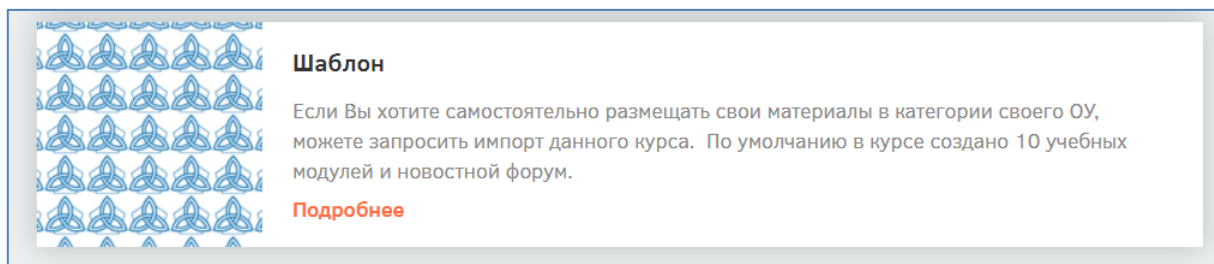 Шаблон
Если Вы хотите самостоятельно размещать свои материалы в категории своего ОУ,
можете запросить импорт данного курса.  По умолчанию в курсе создано 10 учебных
модулей и новостной форум.
Подробнее